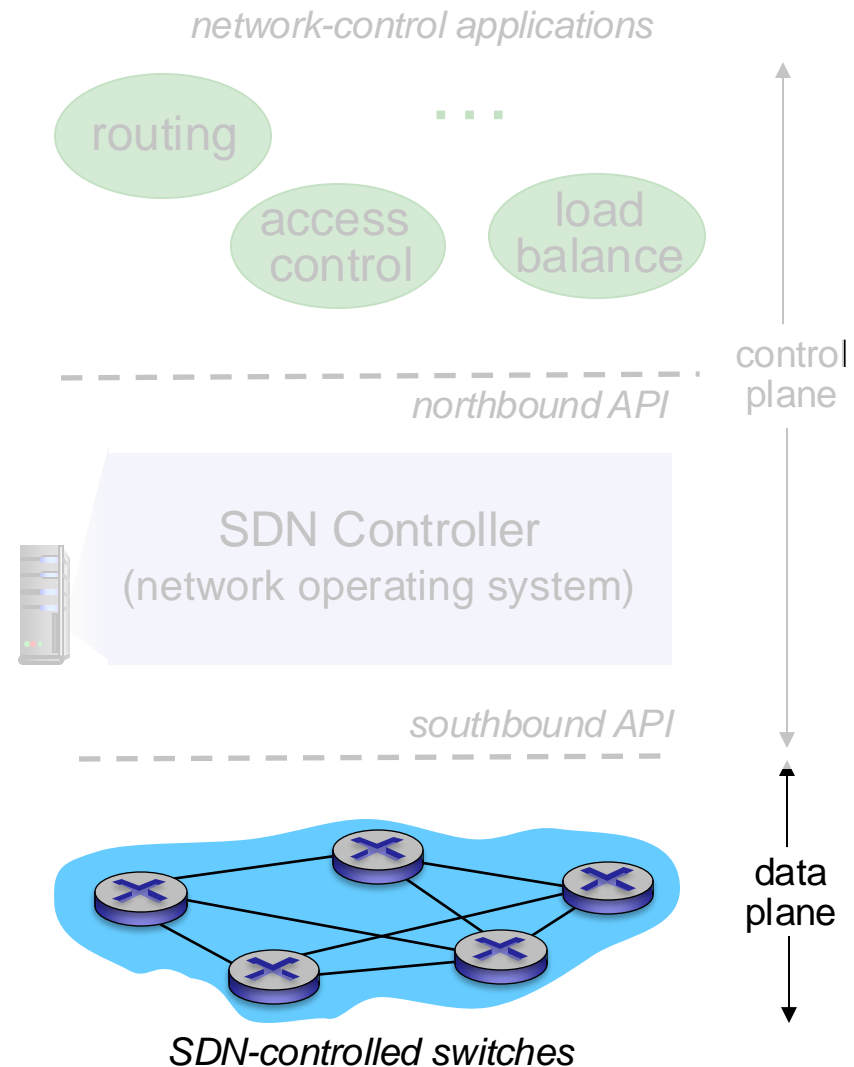 network-control applications
routing
. . .
access
control
load
balance
control
plane
northbound API
SDN Controller
(network operating system)
southbound API
data
plane
SDN-controlled switches